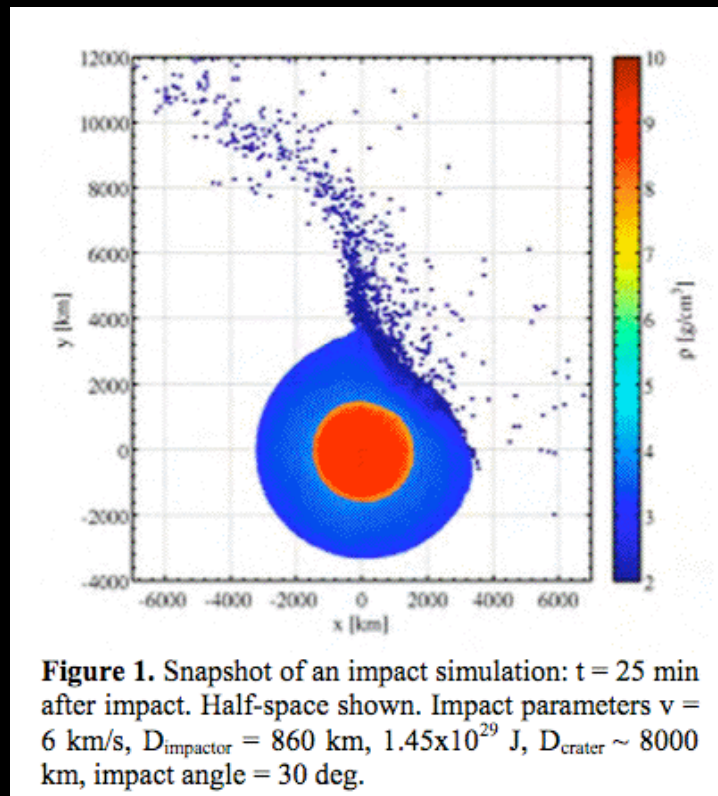 12000
10000
8000
6000
4000
2000
0
-2000
-4000
y [km]
-6000 -4000 -2000 0 2000 4000 6000
x [km]
10
9
8
7
6
5
4
3
2
ρ [g/cm³]
Figure 1. Snapshot of an impact simulation: t = 25 min
after impact. Half-space shown. Impact parameters v =
6 km/s, D_impactor = 860 km, 1.45x10²⁹ J, D_crater ~ 8000
km, impact angle = 30 deg.